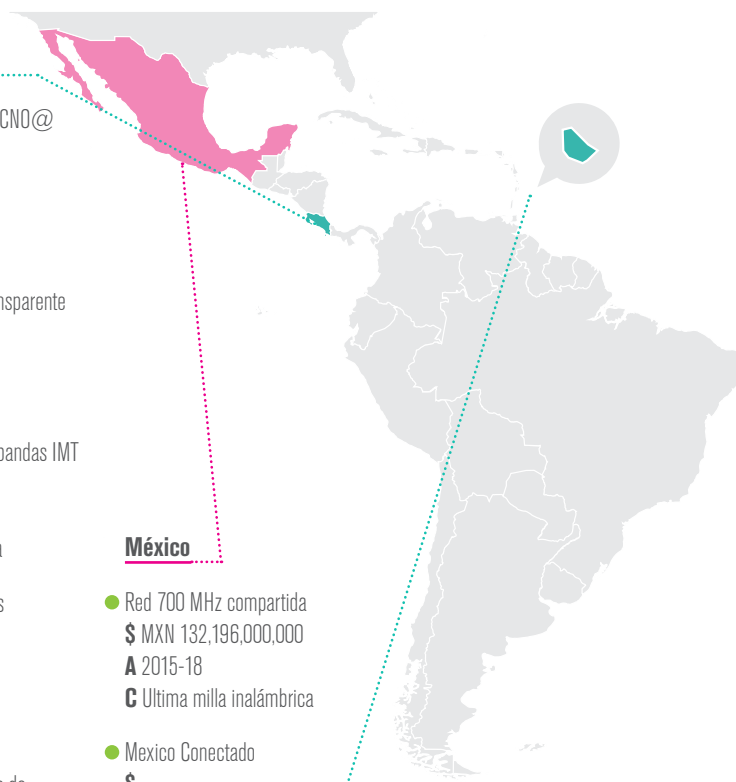 CNO@
nsparente
bandas IMT
a
s
México
Red 700 MHz compartida
$ MXN 132,196,000,000
A 2015-18
C Ultima milla inalámbrica
Mexico Conectado
$